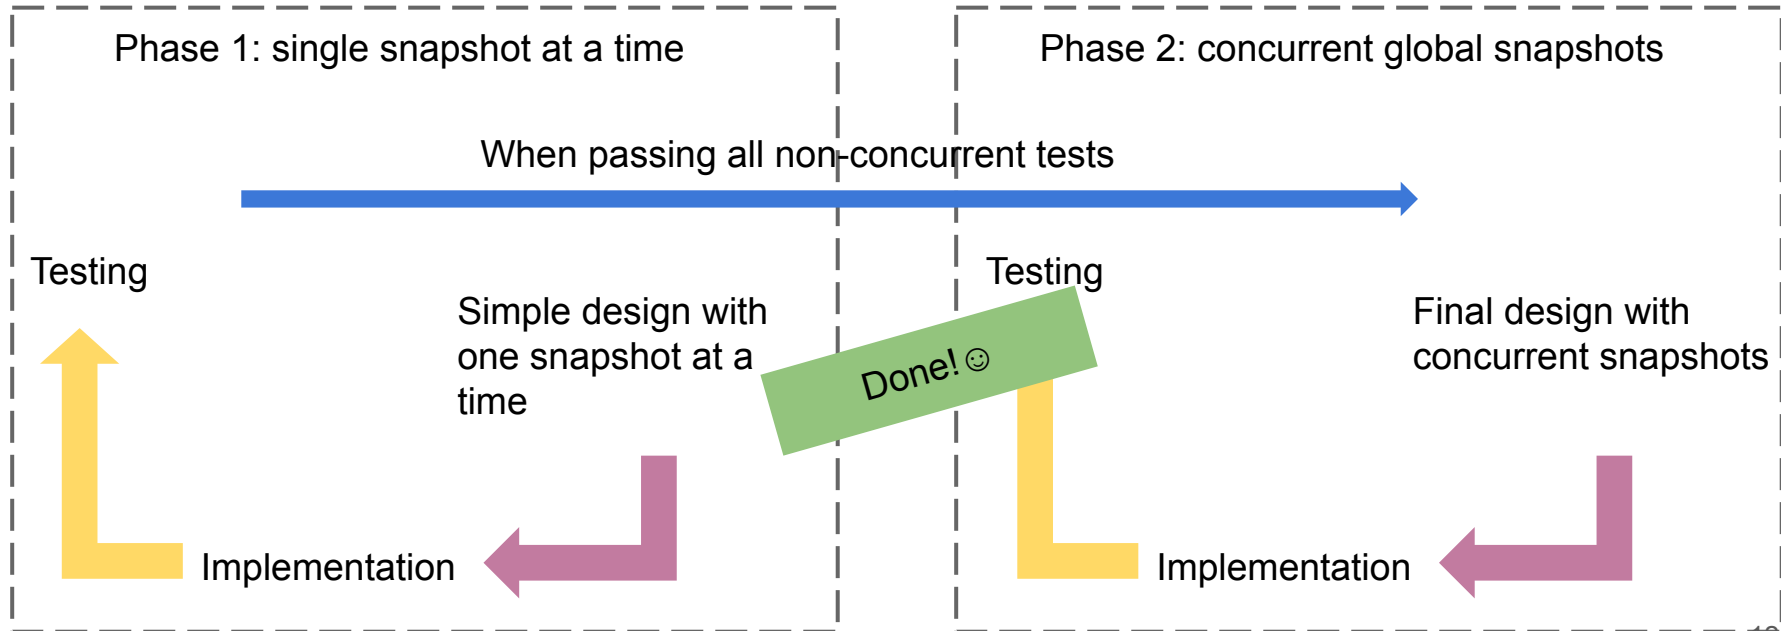 Phase 1: single snapshot at a time
Phase 2: concurrent global snapshots
When passing all non-concurrent tests
Testing
Simple design with
one snapshot at a
time
Implementation
Done!☺
Testing
Final design with
concurrent snapshots
Implementation